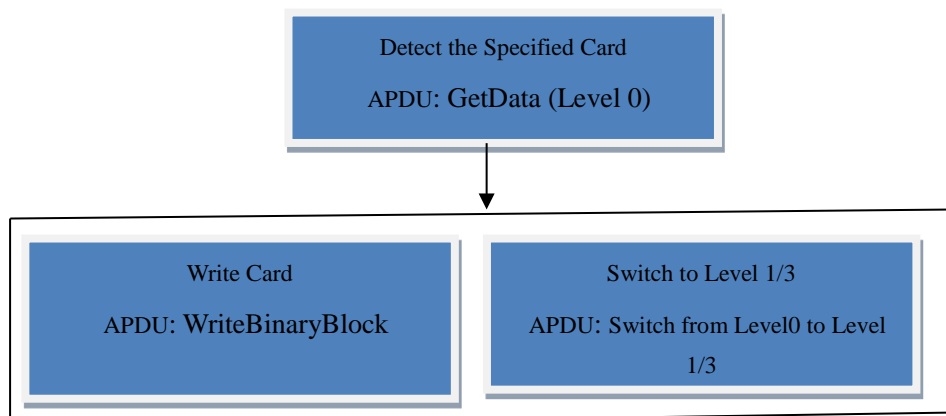 Detect the Specified Card
APDU: GetData (Level 0)
Write Card
APDU: WriteBinaryBlock
Switch to Level 1/3
APDU: Switch from Level0 to Level
1/3